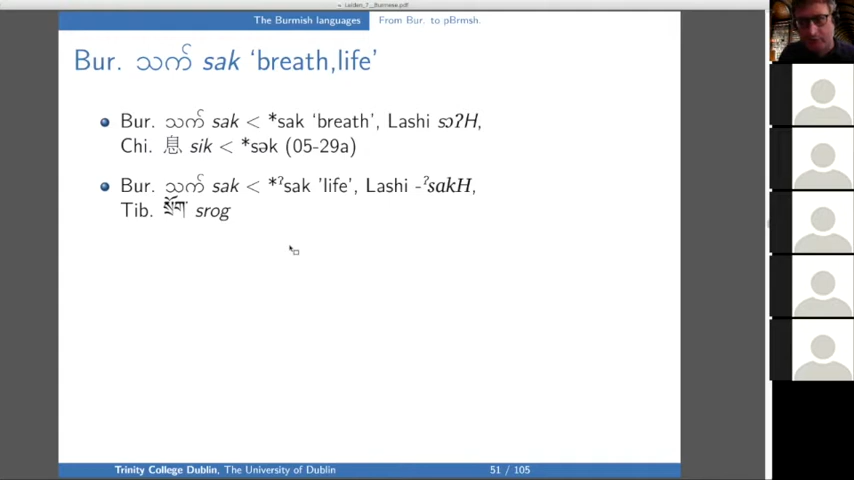 Leiden_7__Burmese.pdf
The Burmish languages
From Bur. to pBrmsh.
Bur. သက် sak ‘breath,life’
Bur. သက် sak < *sak ‘breath’, Lashi sɔʔH,
Chi. 息 sik < *sək (05-29a)
Bur. သက် sak < *ˀsak ’life’, Lashi -ˀsakH,
Tib. སྲོག་ srog
Trinity College Dublin, The University of Dublin
51 / 105